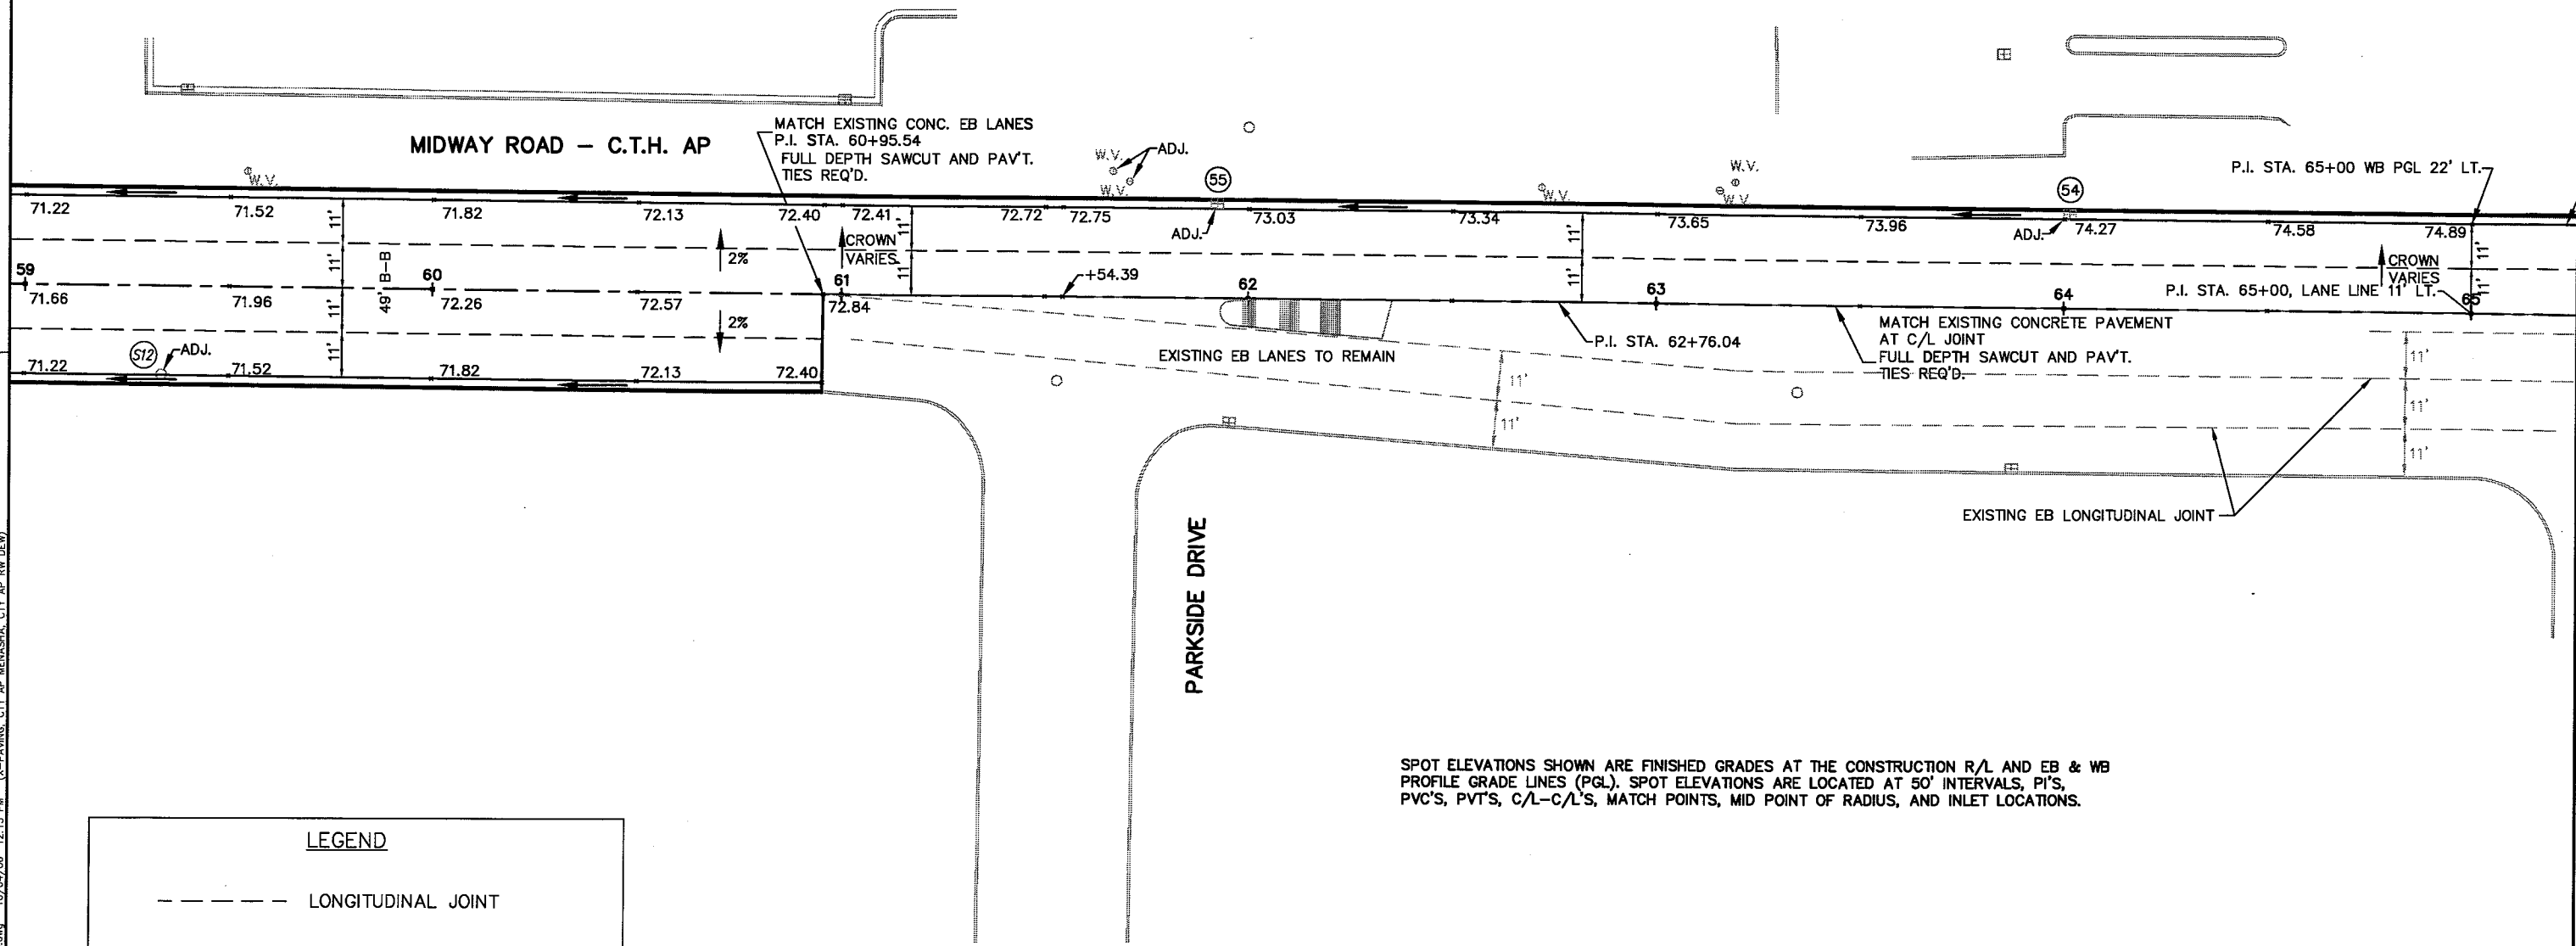 MIDWAY ROAD – C.T.H. AP
MATCH EXISTING CONC. EB LANES
P.I. STA. 60+95.54
FULL DEPTH SAWCUT AND PAV'T.
TIES REQ'D.
W.V.
W.V.
ADJ.
W.V.
55
ADJ.
W.V.
W.V.
W.V.
54
ADJ.
P.I. STA. 65+00 WB PGL 22' LT.
71.22
71.52
71.82
72.13
72.40
72.41
72.72
72.75
73.03
73.34
73.65
73.96
74.27
74.58
74.89
11'
11'
11'
11'
49' B-B
2%
2%
CROWN
VARIES
11'
11'
11'
11'
CROWN
VARIES
11'
11'
P.I. STA. 65+00, LANE LINE 11' LT.
59
60
61
62
63
64
65
71.66
71.96
72.26
72.57
72.84
+54.39
P.I. STA. 62+76.04
MATCH EXISTING CONCRETE PAVEMENT
AT C/L JOINT
FULL DEPTH SAWCUT AND PAV'T.
TIES REQ'D.
EXISTING EB LANES TO REMAIN
S12
ADJ.
71.22
71.52
71.82
72.13
72.40
11'
11'
11'
11'
11'
EXISTING EB LONGITUDINAL JOINT
PARKSIDE DRIVE
SPOT ELEVATIONS SHOWN ARE FINISHED GRADES AT THE CONSTRUCTION R/L AND EB & WB
PROFILE GRADE LINES (PGL). SPOT ELEVATIONS ARE LOCATED AT 50' INTERVALS, PI'S,
PVC'S, PVT'S, C/L–C/L'S, MATCH POINTS, MID POINT OF RADIUS, AND INLET LOCATIONS.
LEGEND
LONGITUDINAL JOINT